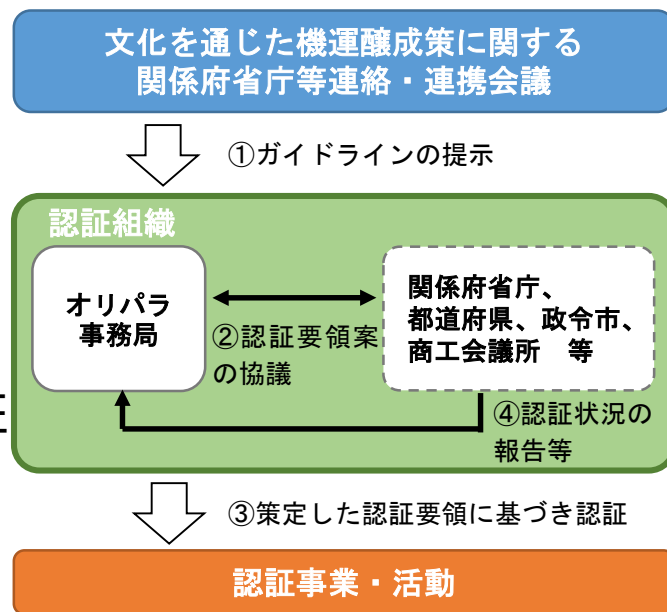 文化を通じた機運醸成策に関する
関係府省庁等連絡・連携会議
①ガイドラインの提示
認証組織
オリパラ
事務局
②認証要領案
の協議
関係府省庁、
都道府県、政令市、
商工会議所　等
④認証状況の
報告等
③策定した認証要領に基づき認証
認証事業・活動